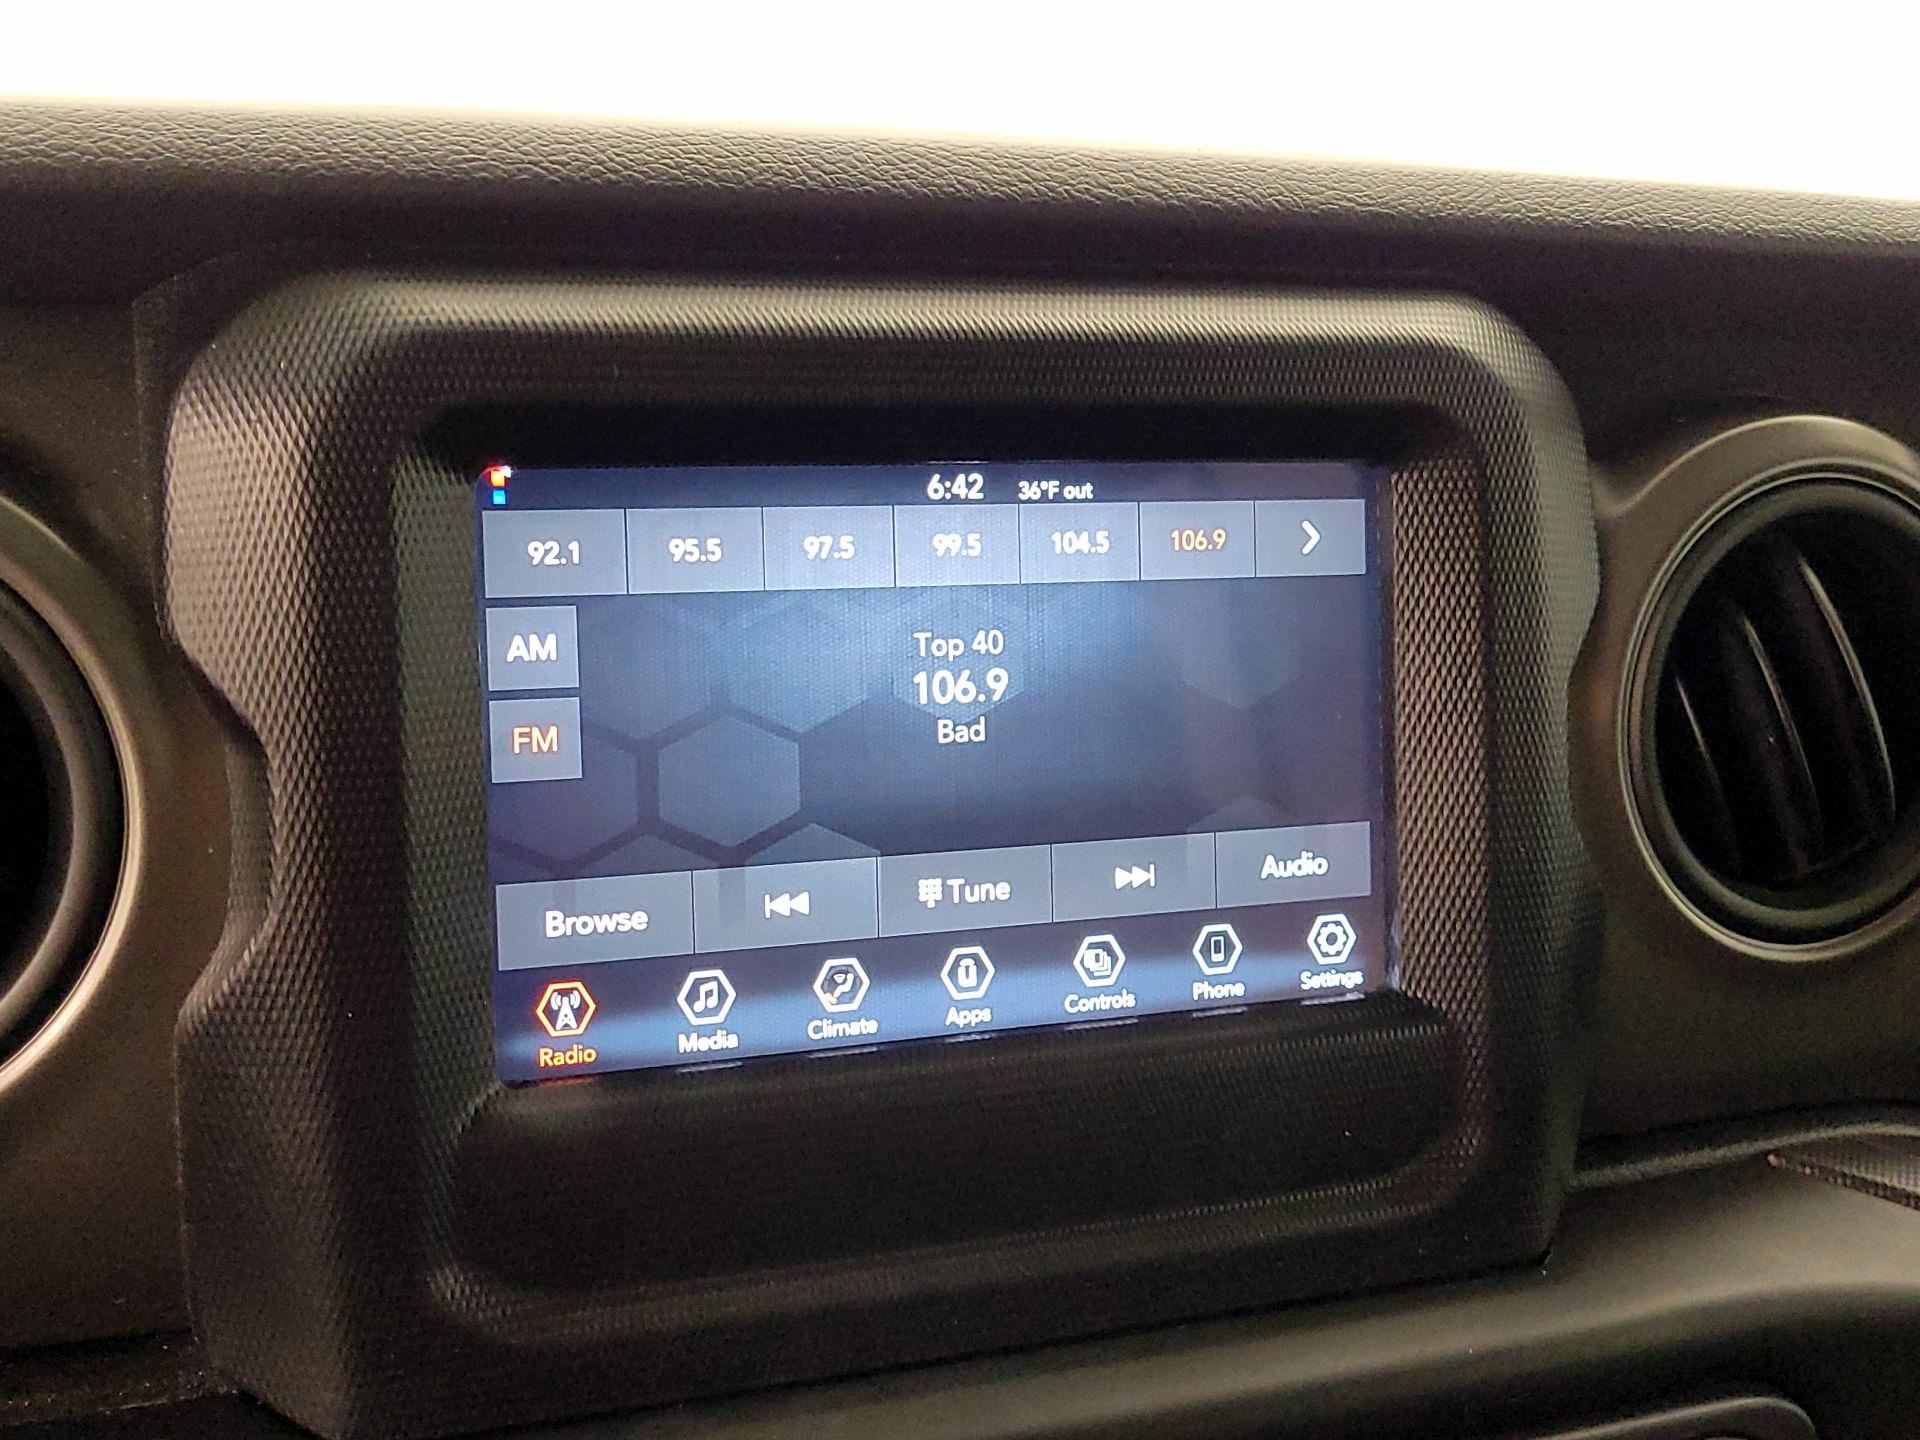 6:42 36°F out
92.1 95.5 97.5 99.5 104.5 106.9
AM
FM
Top 40
106.9
Bad
Browse Tune Audio
Radio Media Climate Apps Controls Phone Settings